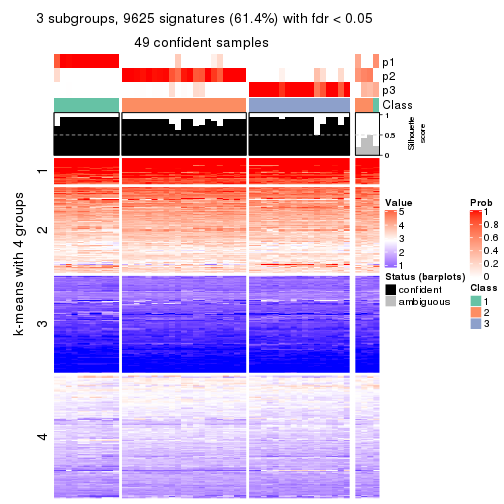 3 subgroups, 9625 signatures (61.4%) with fdr < 0.05
49 confident samples
p1
p2
p3
Class
1
0.5
0
Silhouette
score
k-means with 4 groups
1
2
3
4
Value
5
4
3
2
1
Status (barplots)
confident
ambiguous
Prob
1
0.8
0.6
0.4
0.2
0
Class
1
2
3